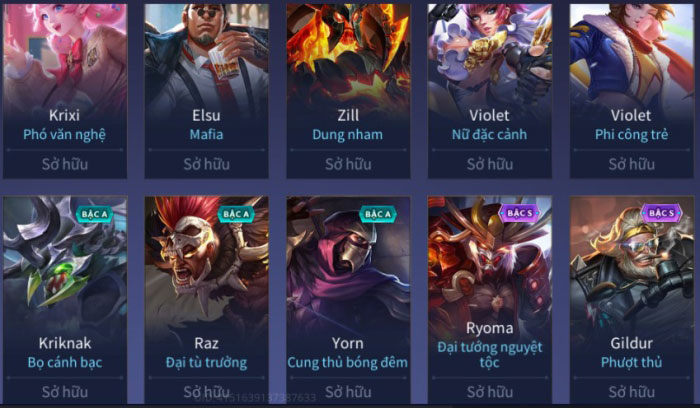 Krixi
Phó văn nghệ
Sở hữu
Elsu
Mafia
Sở hữu
Zill
Dung nham
Sở hữu
Violet
Nữ đặc cảnh
Sở hữu
Violet
Phi công trẻ
Sở hữu
BẬC A
Kriknak
Bọ cánh bạc
Sở hữu
BẬC A
Raz
Đại tù trưởng
Sở hữu
BẬC A
Yorn
Cung thủ bóng đêm
Sở hữu
BẬC S
Ryoma
Đại tướng nguyệt
tộc
Sở hữu
BẬC S
Gildur
Phượt thủ
Sở hữu